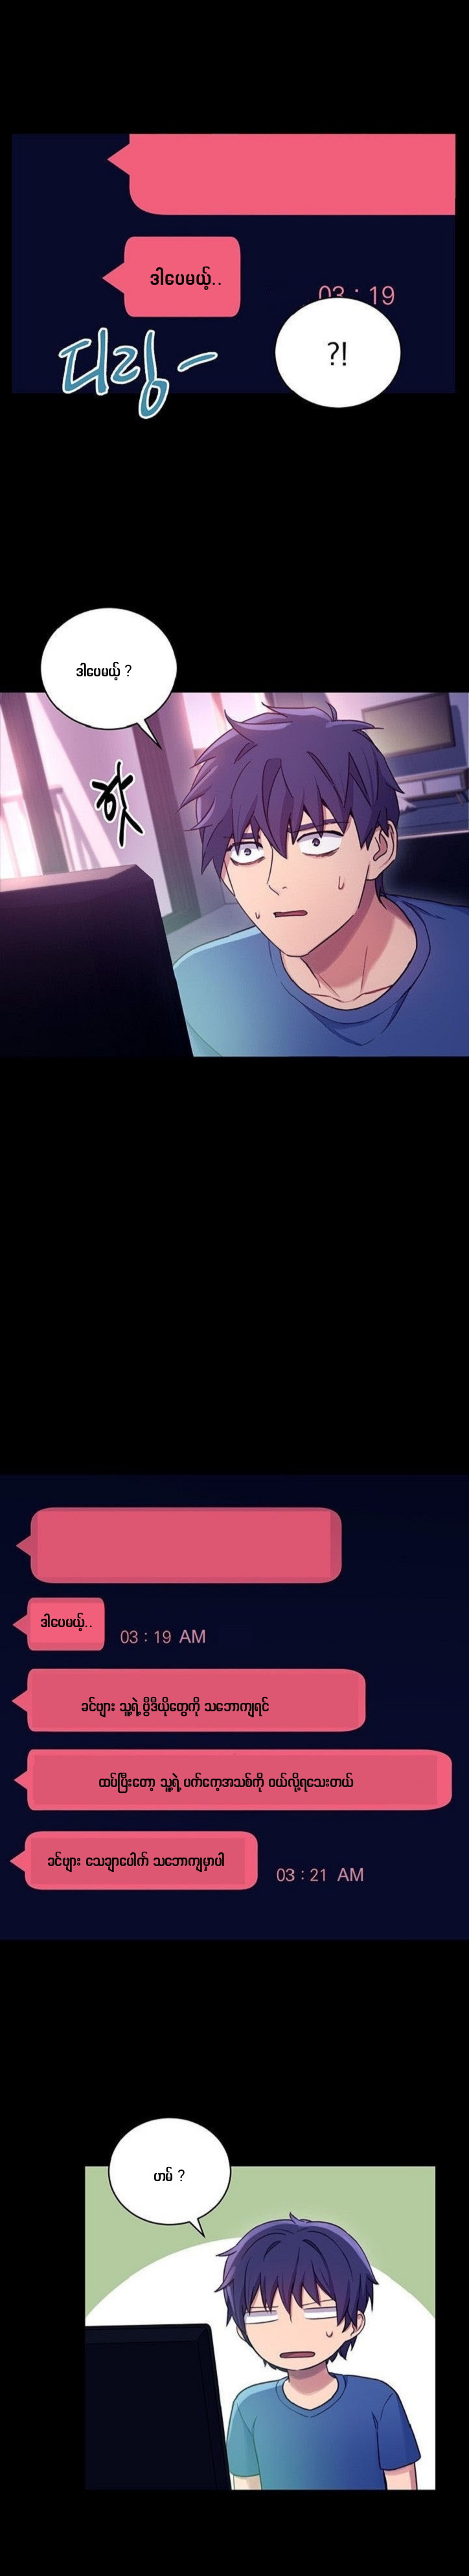 ဒါပေမယ့်..
03 : 19
디링~
?!
ဒါပေမယ့် ?
핫
ဒါပေမယ့်..
03 : 19 AM
ခင်ဗျား သူ့ရဲ့ဗွီဒီယိုတွေကို သဘောကျရင်
ထပ်ပြီးတော့ သူ့ရဲ့ပက်ကေ့အသစ်ကို ဝယ်လို့ရသေးတယ်
ခင်ဗျား သေချာပေါက် သဘောကျမှာပါ
03 : 21 AM
ဟမ် ?